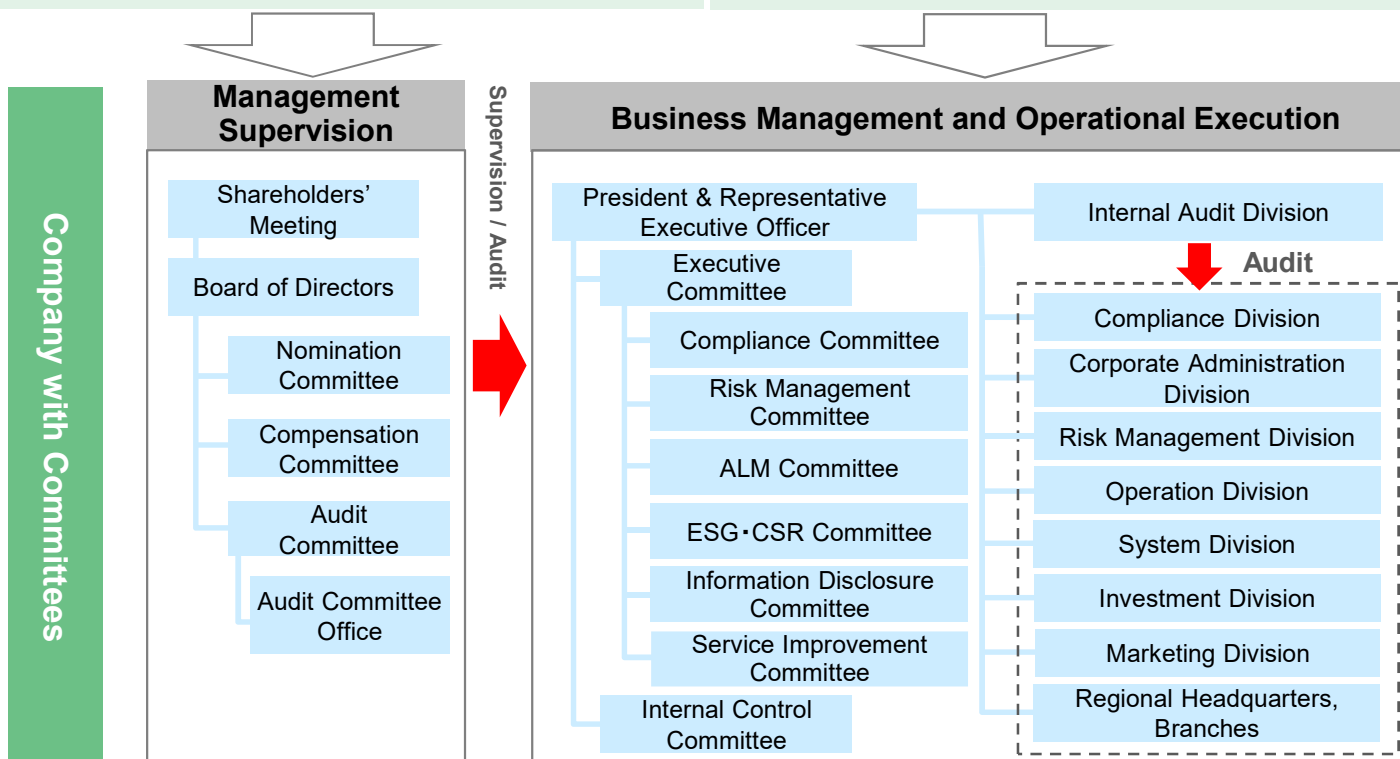 Company with Committees
Management
Supervision
Shareholders'
Meeting
Board of Directors
Nomination
Committee
Compensation
Committee
Audit
Committee
Audit Committee
Office
Supervision / Audit
Business Management and Operational Execution
President & Representative
Executive Officer
Executive
Committee
Compliance Committee
Risk Management
Committee
ALM Committee
ESG・CSR Committee
Information Disclosure
Committee
Service Improvement
Committee
Internal Control
Committee
Internal Audit Division
Audit
Compliance Division
Corporate Administration
Division
Risk Management Division
Operation Division
System Division
Investment Division
Marketing Division
Regional Headquarters,
Branches